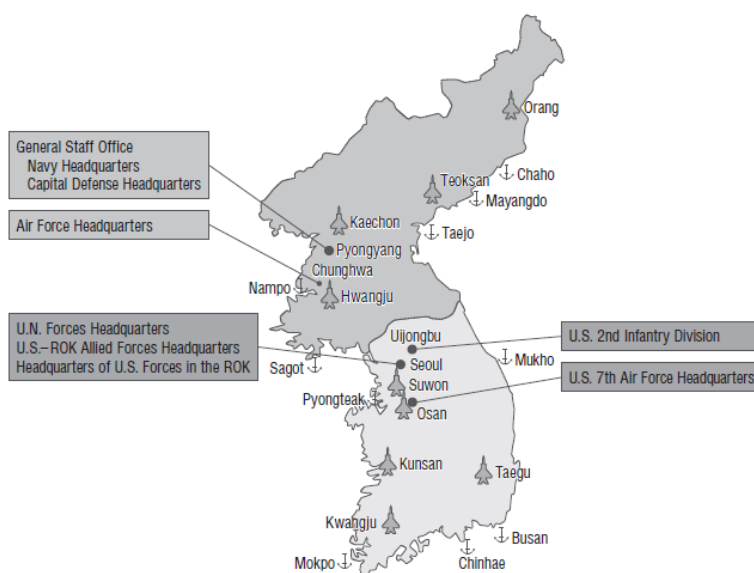 Orang
General Staff Office
Navy Headquarters
Capital Defense Headquarters
Teoksan
Chaho
Mayangdo
Air Force Headquarters
Kaechon
Taejo
Pyongyang
Chunghwa
Nampo
Hwangju
U.N. Forces Headquarters
U.S.–ROK Allied Forces Headquarters
Headquarters of U.S. Forces in the ROK
Uijongbu
U.S. 2nd Infantry Division
Sagot
Seoul
Mukho
Suwon
U.S. 7th Air Force Headquarters
Pyongteak
Osan
Kunsan
Taegu
Kwangju
Busan
Mokpo
Chinhae